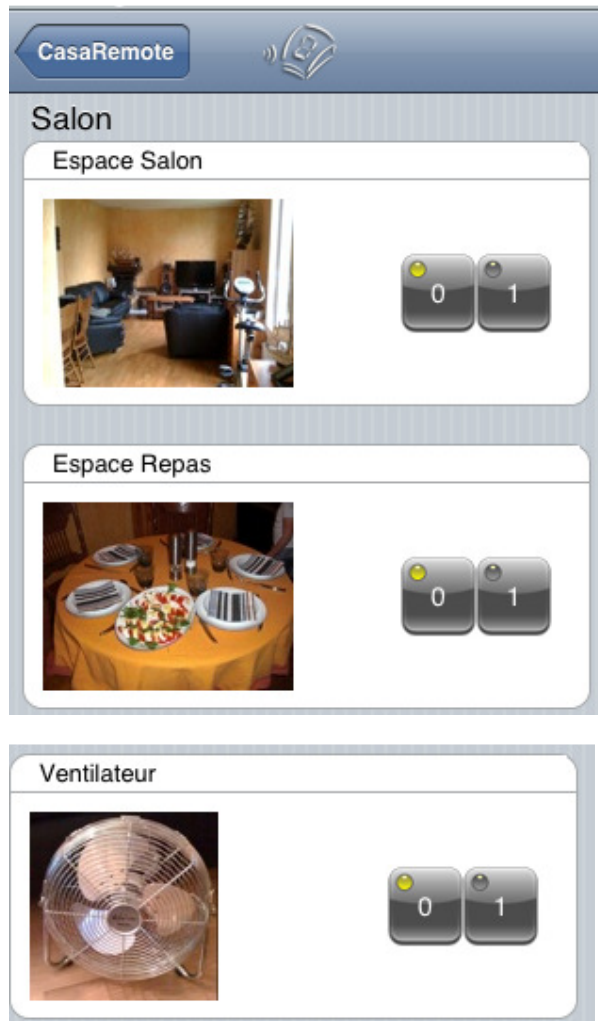 CasaRemote
Salon
Espace Salon
0 1
Espace Repas
0 1
Ventilateur
0 1